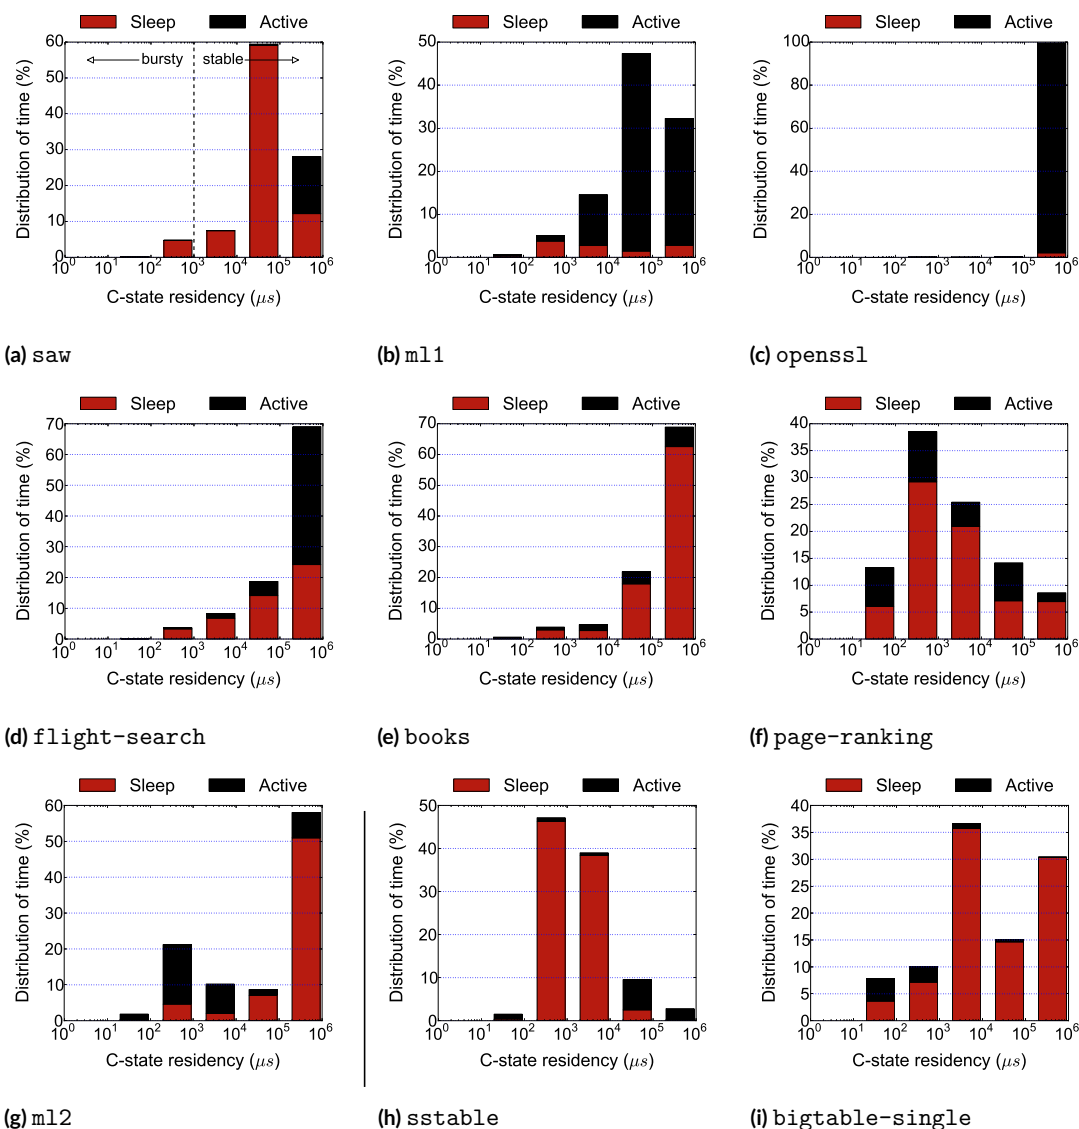 Sleep Active Sleep Active Sleep Active
60
50
40
30
20
10
0
bursty stable
Distribution of time (%)
10^0 10^1 10^2 10^3 10^4 10^5 10^6
C-state residency (μs)
(a) saw
50
40
30
20
10
0
Distribution of time (%)
10^0 10^1 10^2 10^3 10^4 10^5 10^6
C-state residency (μs)
(b) ml1
100
80
60
40
20
0
Distribution of time (%)
10^0 10^1 10^2 10^3 10^4 10^5 10^6
C-state residency (μs)
(c) openssl
Sleep Active Sleep Active Sleep Active
70
60
50
40
30
20
10
0
Distribution of time (%)
10^0 10^1 10^2 10^3 10^4 10^5 10^6
C-state residency (μs)
(d) flight-search
70
60
50
40
30
20
10
0
Distribution of time (%)
10^0 10^1 10^2 10^3 10^4 10^5 10^6
C-state residency (μs)
(e) books
40
35
30
25
20
15
10
5
0
Distribution of time (%)
10^0 10^1 10^2 10^3 10^4 10^5 10^6
C-state residency (μs)
(f) page-ranking
Sleep Active Sleep Active Sleep Active
60
50
40
30
20
10
0
Distribution of time (%)
10^0 10^1 10^2 10^3 10^4 10^5 10^6
C-state residency (μs)
(g) ml2
50
40
30
20
10
0
Distribution of time (%)
10^0 10^1 10^2 10^3 10^4 10^5 10^6
C-state residency (μs)
(h) sstable
40
35
30
25
20
15
10
5
0
Distribution of time (%)
10^0 10^1 10^2 10^3 10^4 10^5 10^6
C-state residency (μs)
(i) bigtable-single